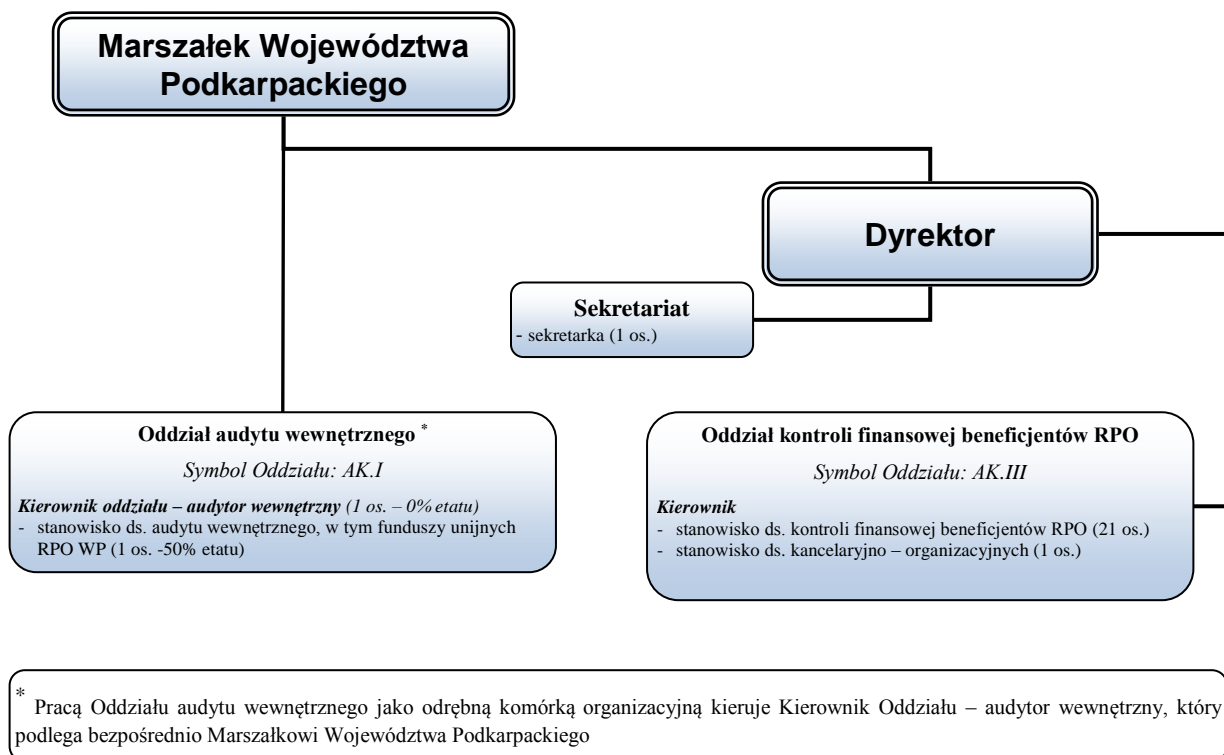 Marszałek Województwa
Podkarpackiego
Dyrektor
Sekretariat
- sekretarka (1 os.)
Oddział audytu wewnętrznego *
Symbol Oddziału: AK.I
Kierownik oddziału – audytor wewnętrzny (1 os. – 0% etatu)
- stanowisko ds. audytu wewnętrznego, w tym funduszy unijnych
RPO WP (1 os. -50% etatu)
Oddział kontroli finansowej beneficjentów RPO
Symbol Oddziału: AK.III
Kierownik
- stanowisko ds. kontroli finansowej beneficjentów RPO (21 os.)
- stanowisko ds. kancelaryjno – organizacyjnych (1 os.)
* Pracą Oddziału audytu wewnętrznego jako odrębną komórką organizacyjną kieruje Kierownik Oddziału – audytor wewnętrzny, który
podlega bezpośrednio Marszałkowi Województwa Podkarpackiego